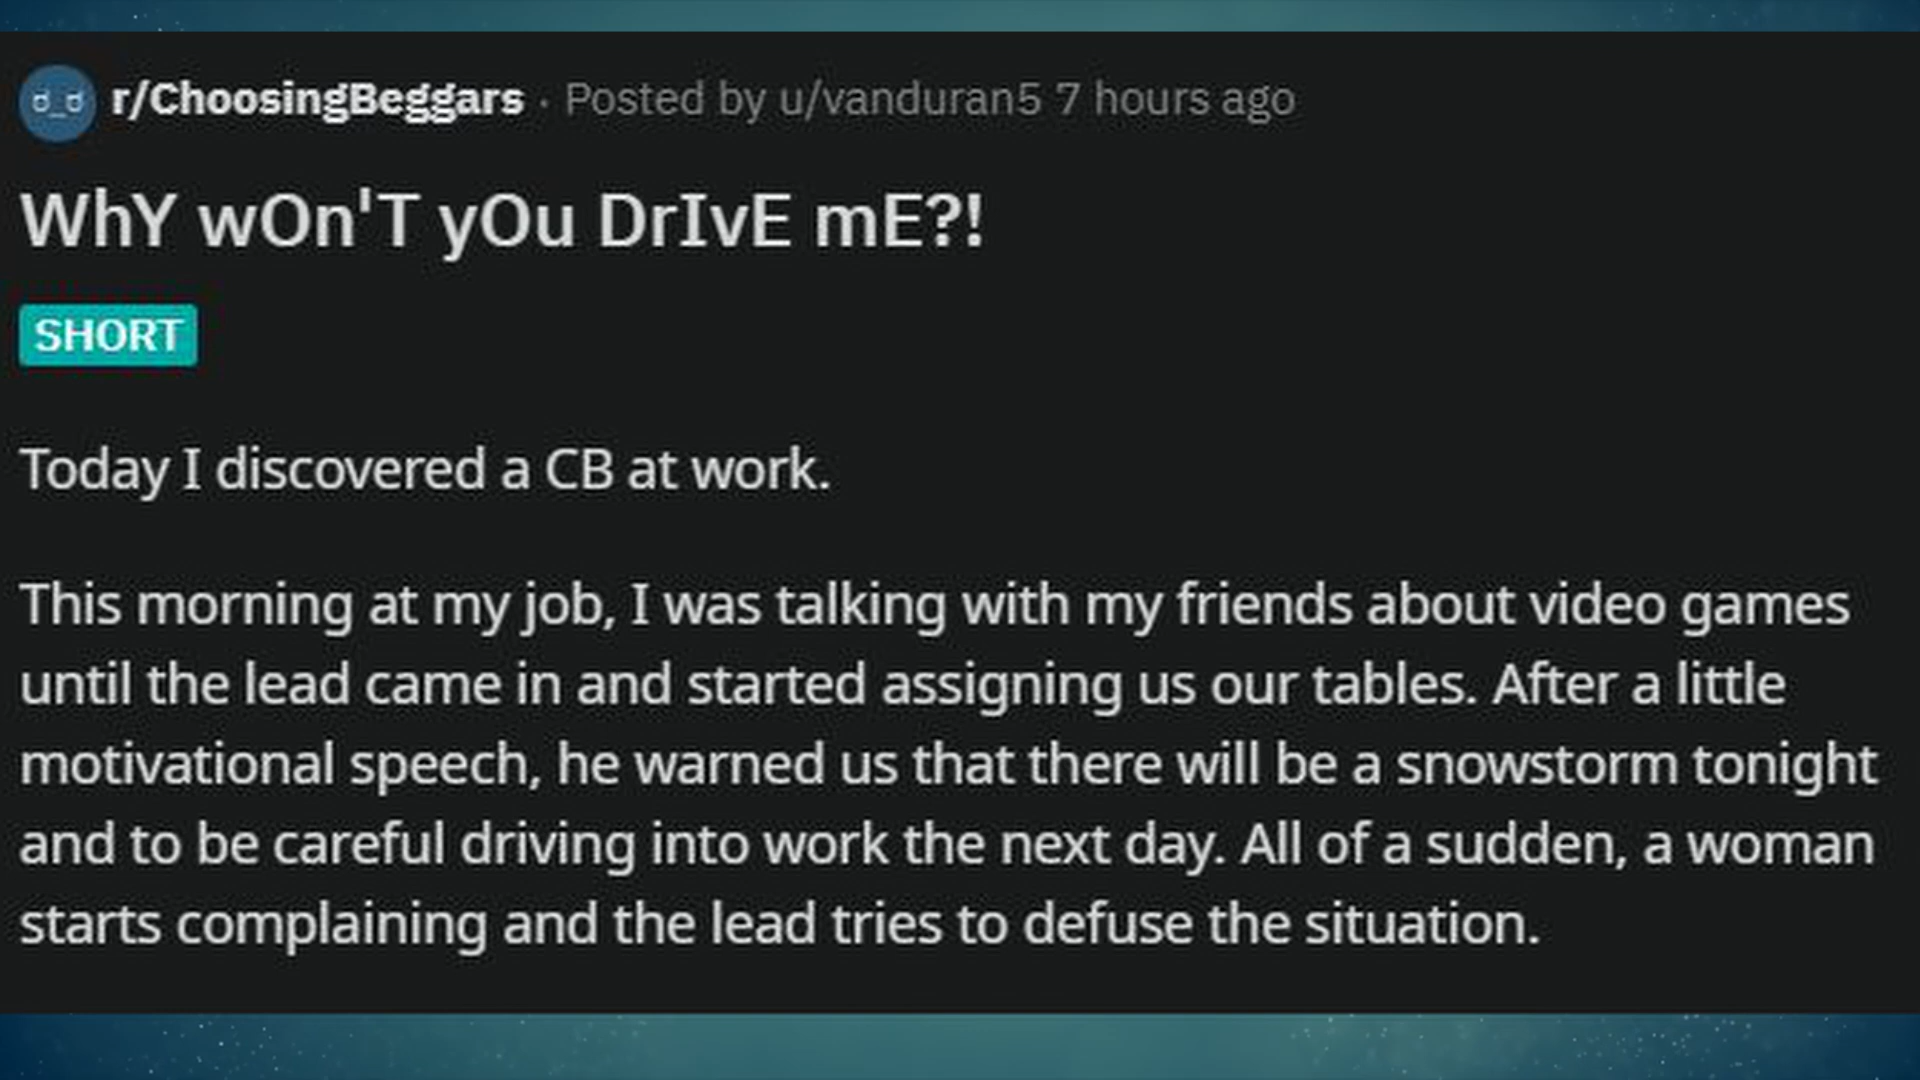 r/ChoosingBeggars · Posted by u/vanduran5 7 hours ago
WhY wOn'T yOu DrIvE mE?!
SHORT
Today I discovered a CB at work.
This morning at my job, I was talking with my friends about video games
until the lead came in and started assigning us our tables. After a little
motivational speech, he warned us that there will be a snowstorm tonight
and to be careful driving into work the next day. All of a sudden, a woman
starts complaining and the lead tries to defuse the situation.